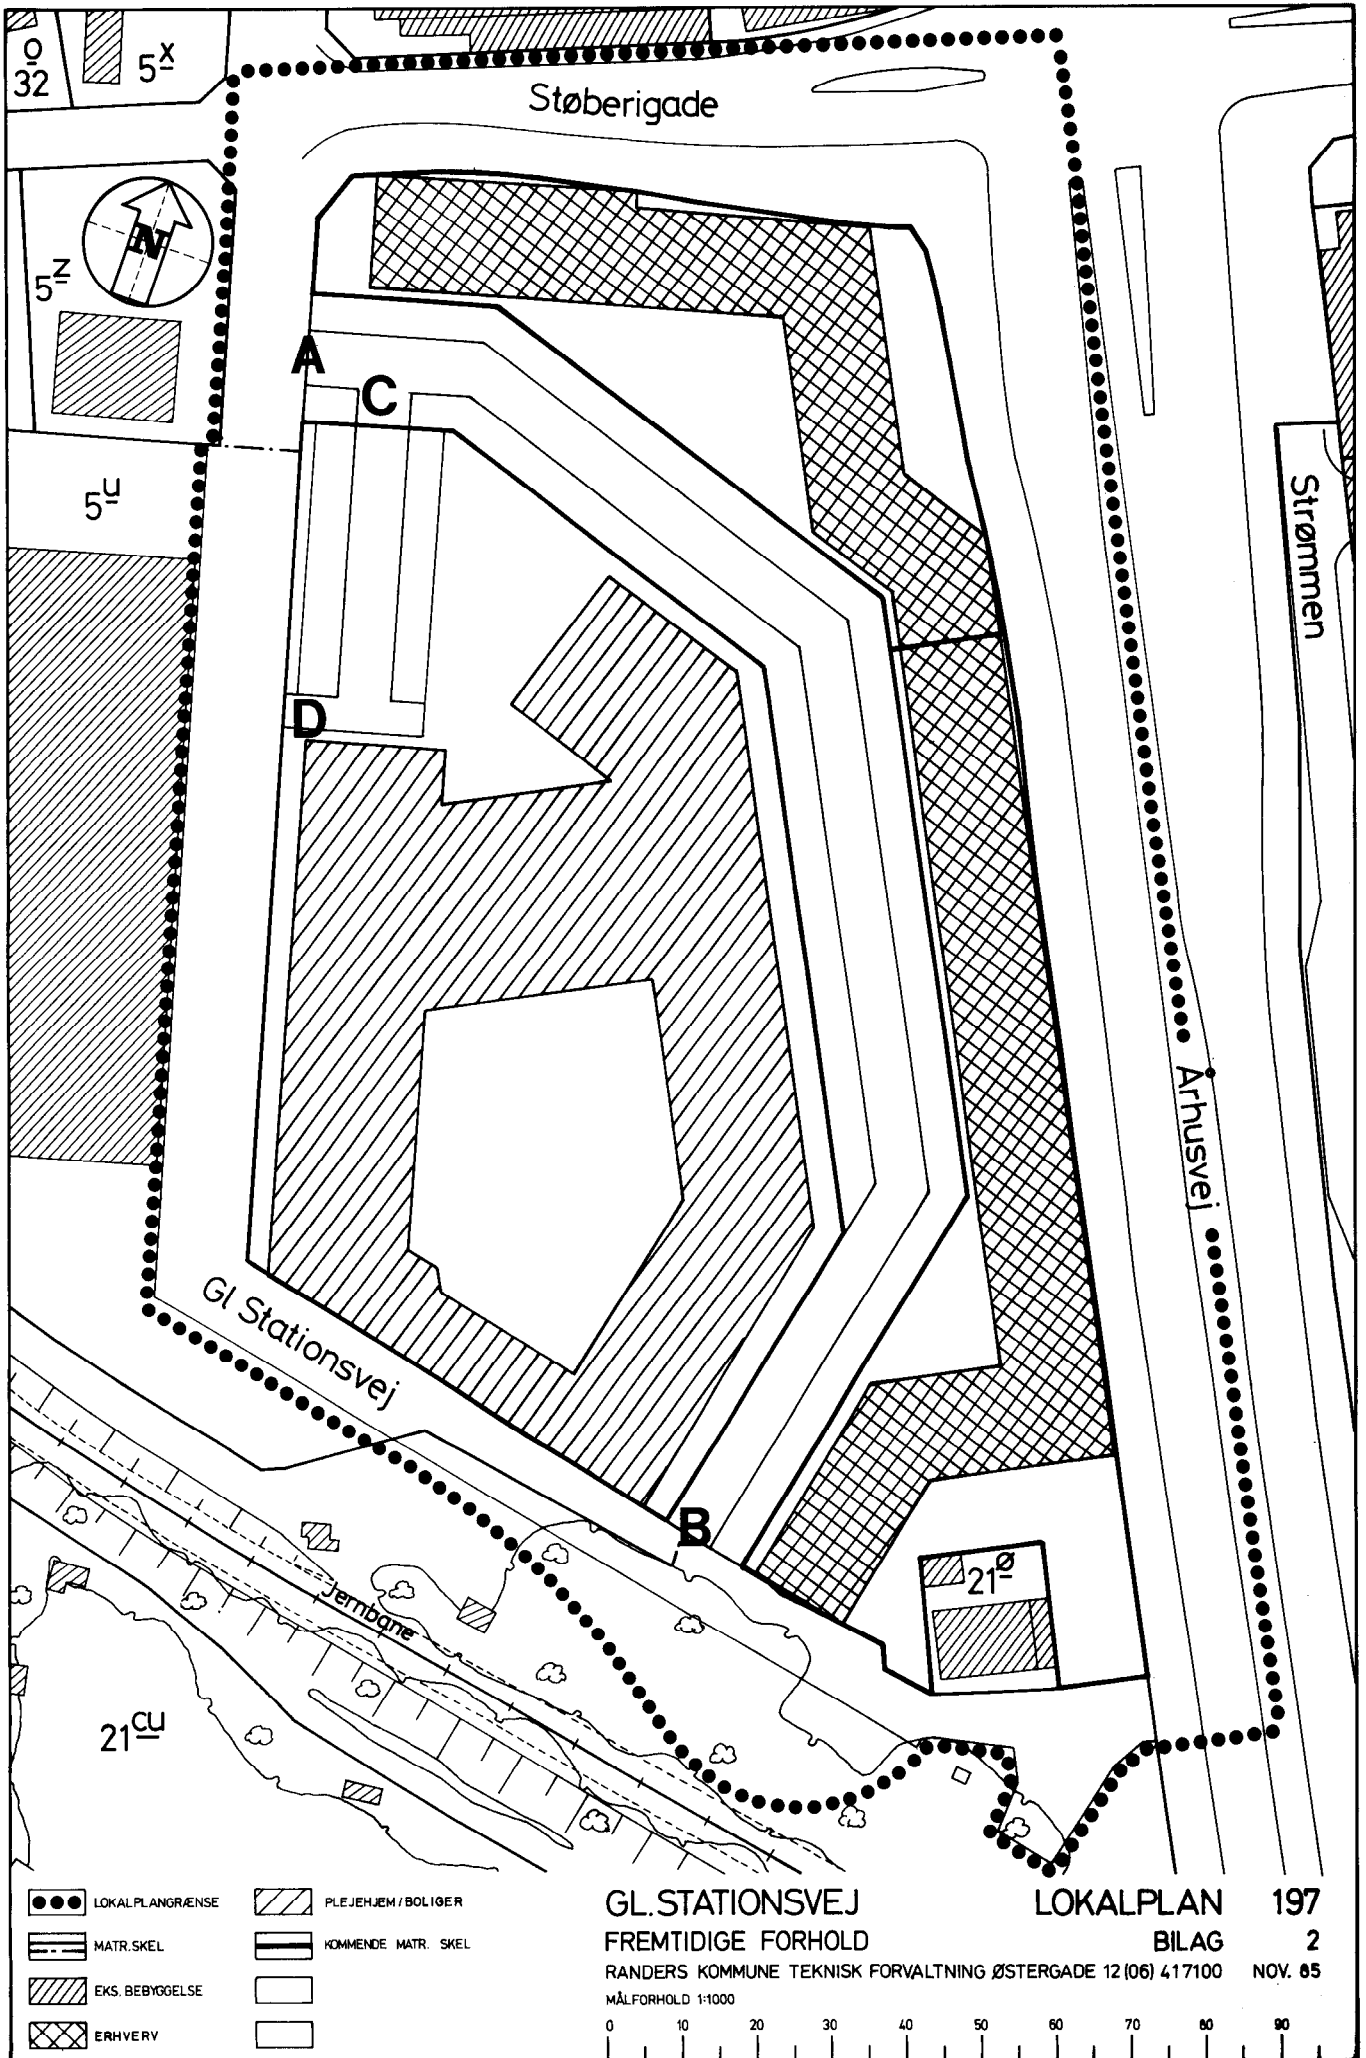 O
32
5x
Støberigade
N
5z
A
C
5u
Strømmen
D
Århusvej
Gl Stationsvej
B
21ø
Jernbane
21cu
LOKALPLANGRÆNSE
PLEJEHJEM/BOLIGER
MATR.SKEL
KOMMENDE MATR. SKEL
EKS. BEBYGGELSE
ERHVERV
GL.STATIONSVEJ LOKALPLAN 197
FREMTIDIGE FORHOLD BILAG 2
RANDERS KOMMUNE TEKNISK FORVALTNING ØSTERGADE 12 (06) 417100 NOV. 85
MÅLFORHOLD 1:1000
0 10 20 30 40 50 60 70 80 90